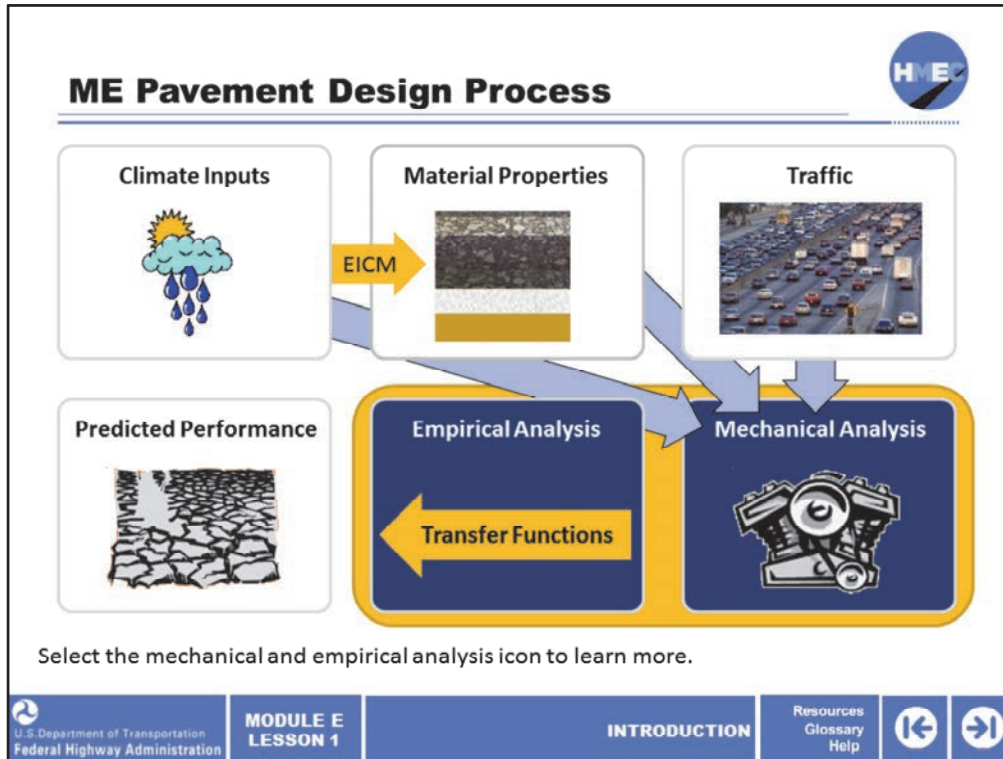 ME Pavement Design Process
HMEC
Climate Inputs
EICM
Material Properties
Traffic
Predicted Performance
Empirical Analysis
Transfer Functions
Mechanical Analysis
Select the mechanical and empirical analysis icon to learn more.
U.S.Department of Transportation
Federal Highway Administration
MODULE E
LESSON 1
INTRODUCTION
Resources
Glossary
Help